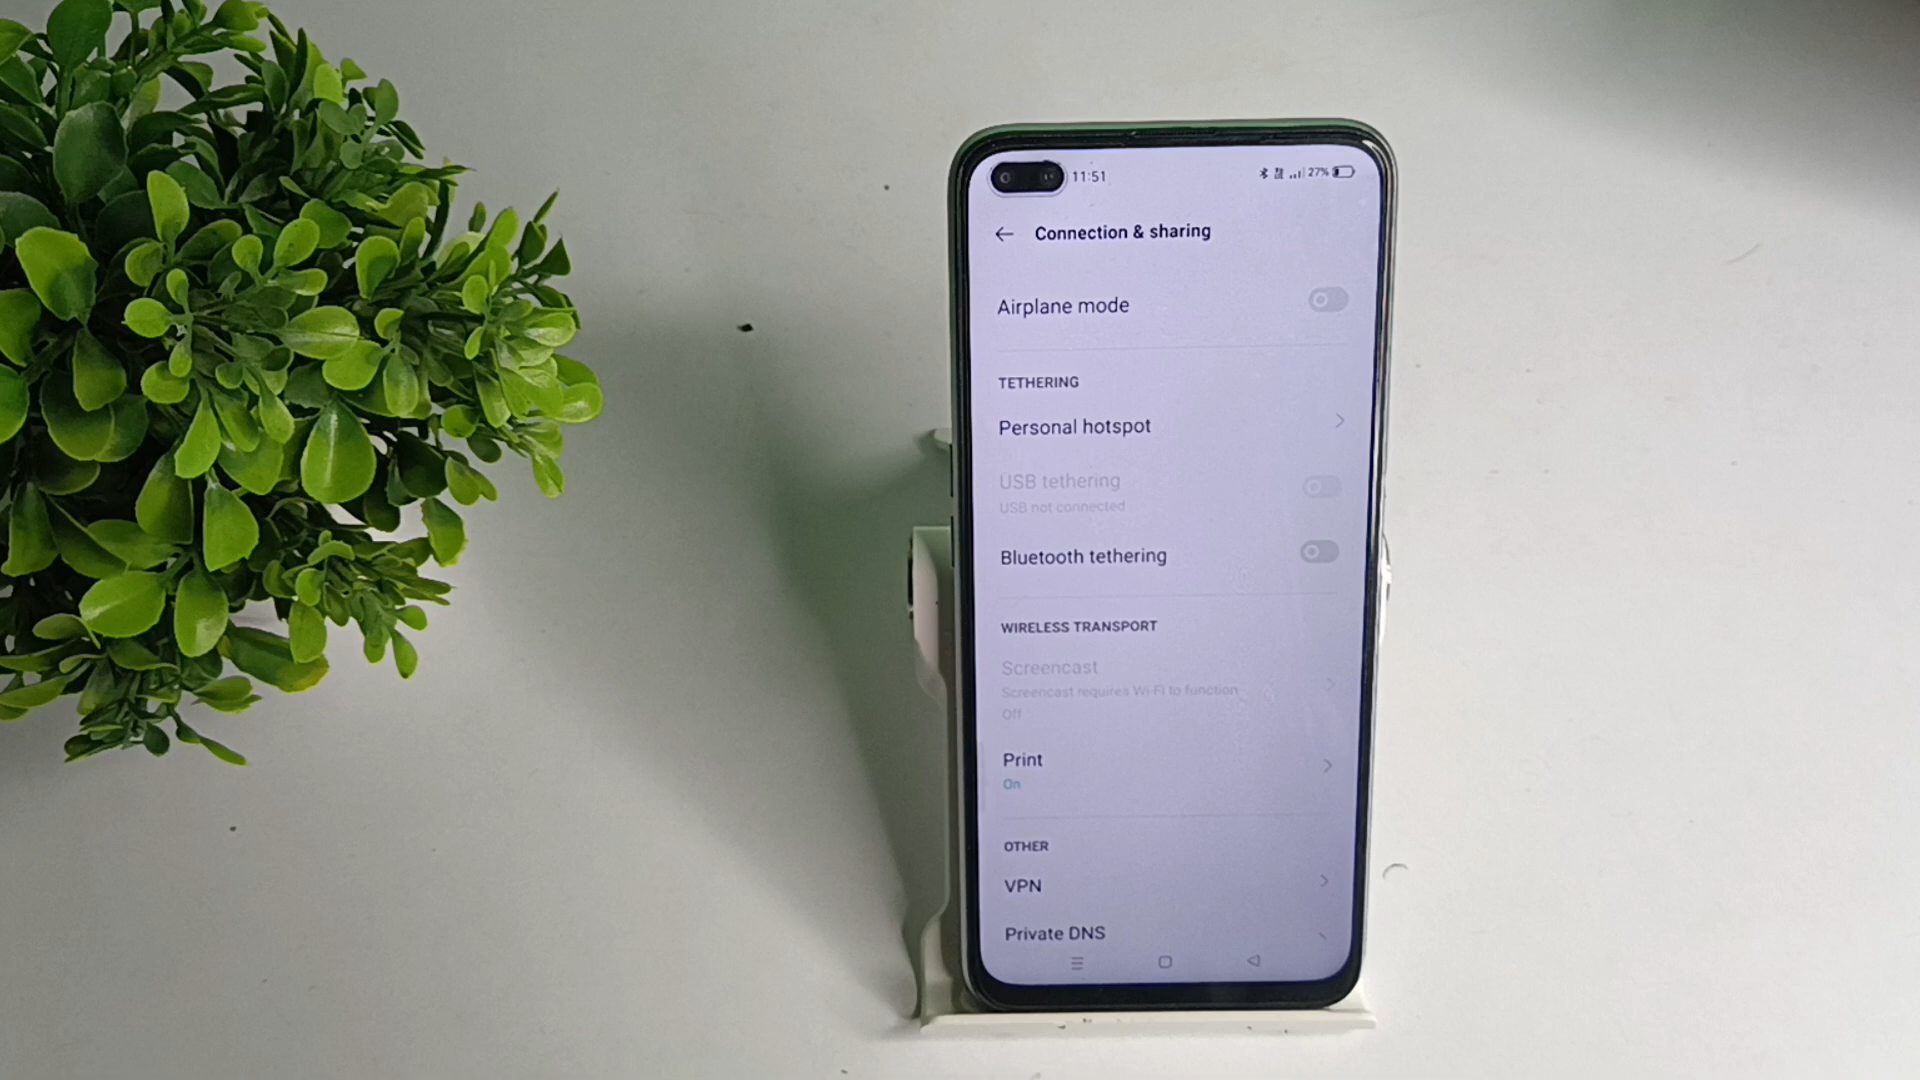 11:51
27%
Connection & sharing
Airplane mode
TETHERING
Personal hotspot
USB tethering
USB not connected
Bluetooth tethering
WIRELESS TRANSPORT
Screencast
Screencast requires Wi-Fi to function
Off
Print
On
OTHER
VPN
Private DNS